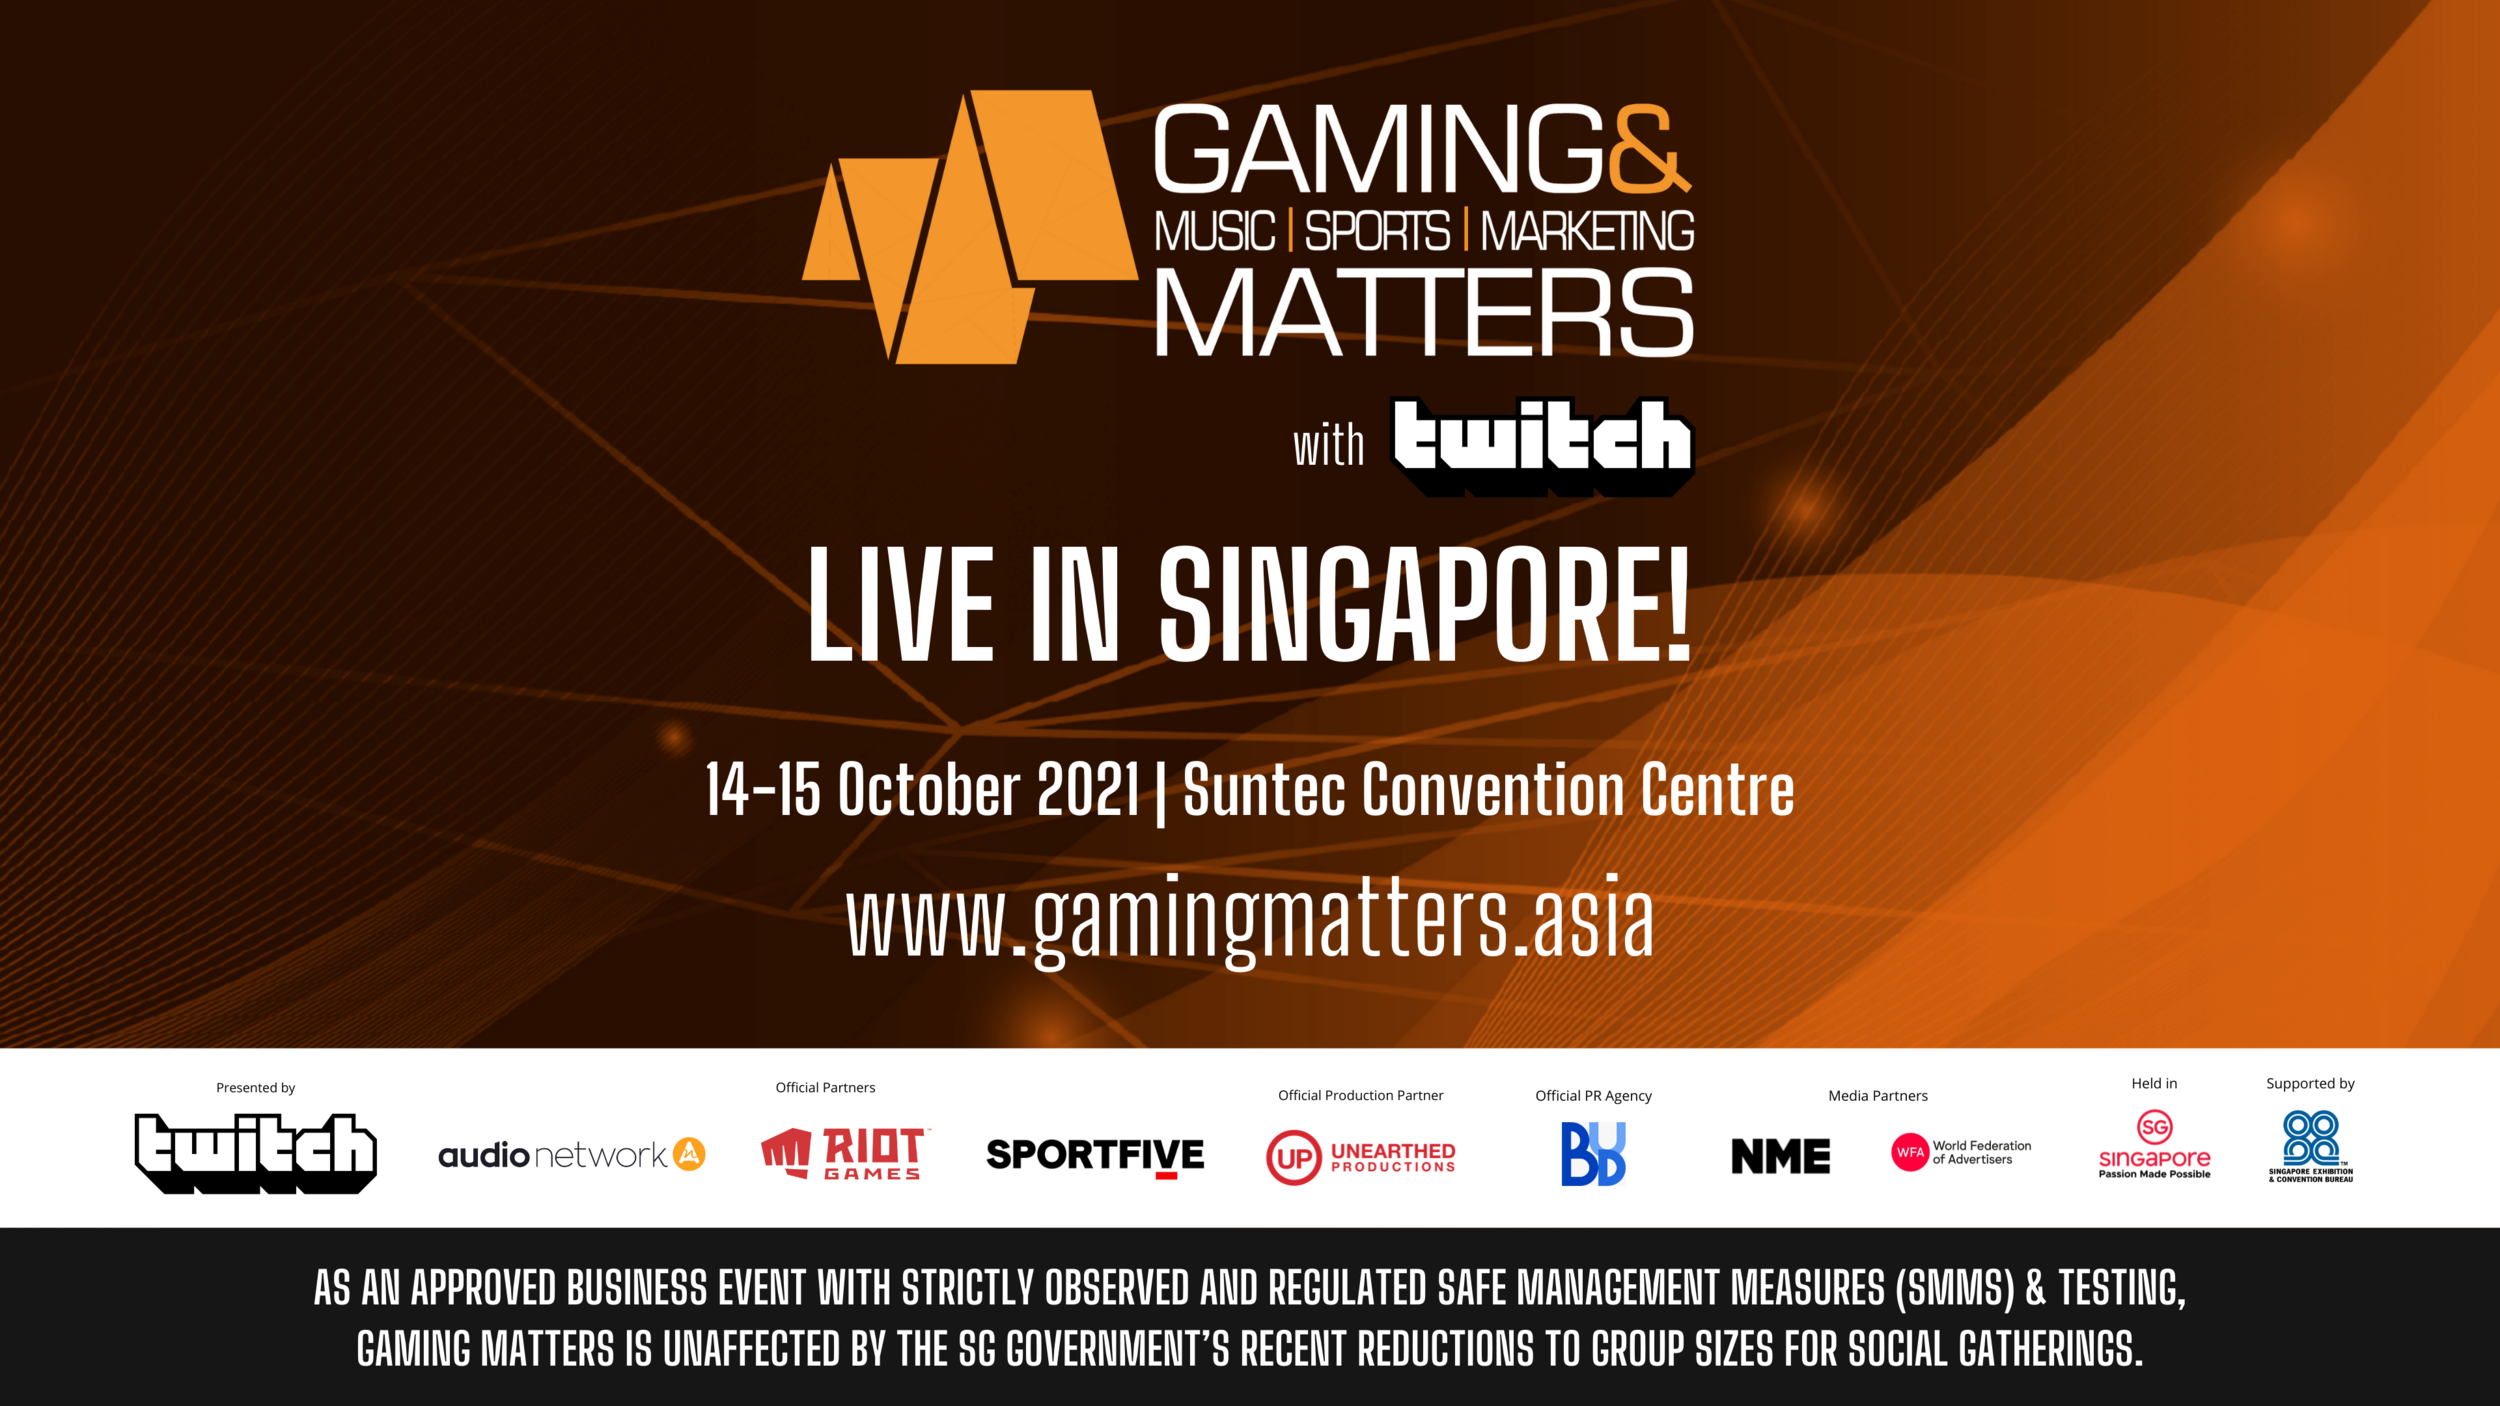 GAMING&
MUSIC | SPORTS | MARKETING
MATTERS
with twitch
LIVE IN SINGAPORE!
14-15 October 2021 | Suntec Convention Centre
www.gamingmatters.asia
Presented by
twitch
Official Partners
audionetwork
RIOT
GAMES
SPORTFIVE
Official Production Partner
UP
UNEARTHED
PRODUCTIONS
Official PR Agency
BUD
Media Partners
NME
WFA
World Federation
of Advertisers
Held in
SG
SINGAPORE
Passion Made Possible
Supported by
TM
SINGAPORE EXHIBITION
& CONVENTION BUREAU
AS AN APPROVED BUSINESS EVENT WITH STRICTLY OBSERVED AND REGULATED SAFE MANAGEMENT MEASURES (SMMS) & TESTING,
GAMING MATTERS IS UNAFFECTED BY THE SG GOVERNMENT'S RECENT REDUCTIONS TO GROUP SIZES FOR SOCIAL GATHERINGS.